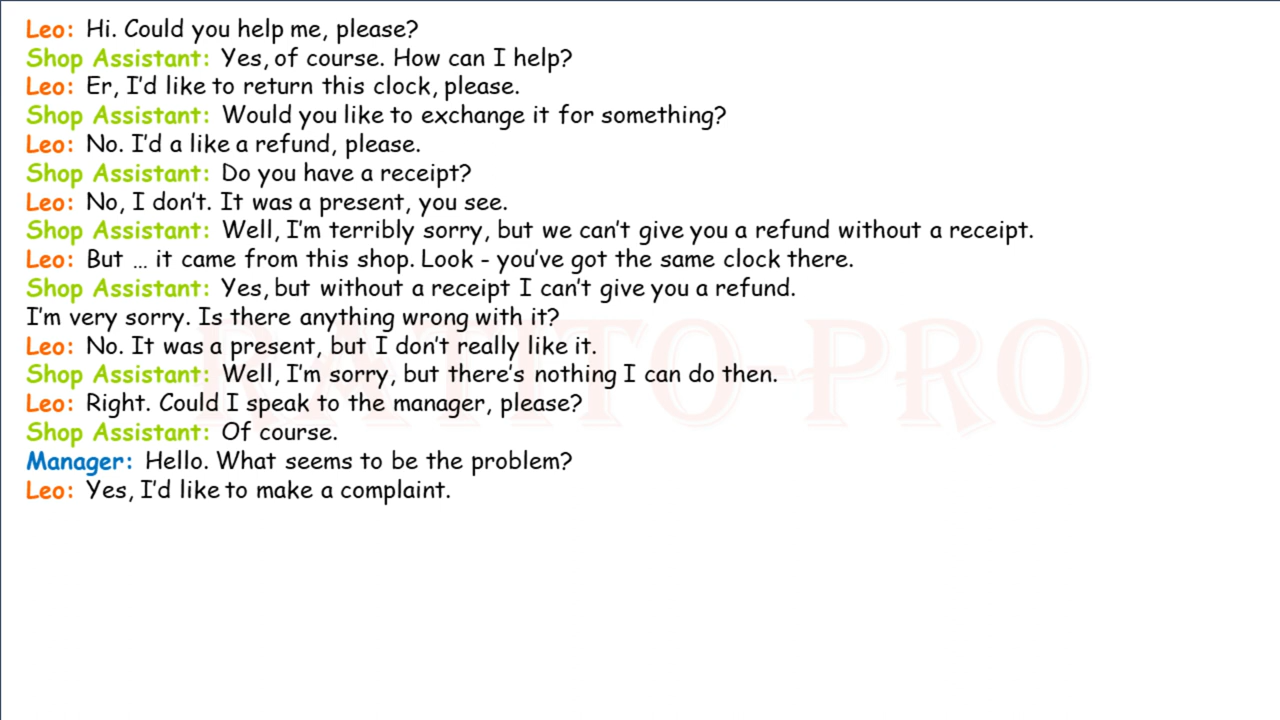 Leo: Hi. Could you help me, please?
Shop Assistant: Yes, of course. How can I help?
Leo: Er, I'd like to return this clock, please.
Shop Assistant: Would you like to exchange it for something?
Leo: No. I'd a like a refund, please.
Shop Assistant: Do you have a receipt?
Leo: No, I don't. It was a present, you see.
Shop Assistant: Well, I'm terribly sorry, but we can't give you a refund without a receipt.
Leo: But … it came from this shop. Look - you've got the same clock there.
Shop Assistant: Yes, but without a receipt I can't give you a refund.
I'm very sorry. Is there anything wrong with it?
Leo: No. It was a present, but I don't really like it.
Shop Assistant: Well, I'm sorry, but there's nothing I can do then.
Leo: Right. Could I speak to the manager, please?
Shop Assistant: Of course.
Manager: Hello. What seems to be the problem?
Leo: Yes, I'd like to make a complaint.
RATITO-PRO